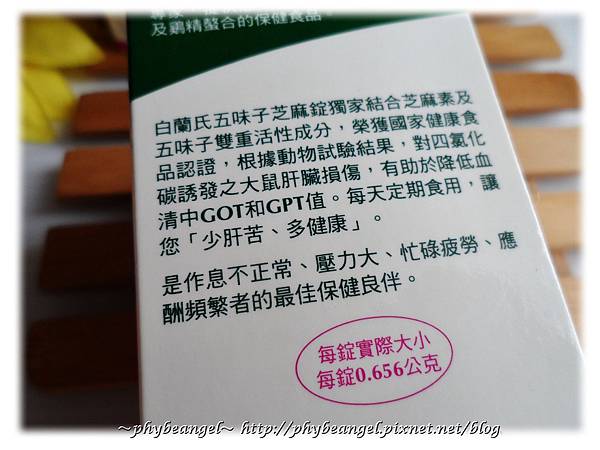 及雞精螯合的保健食品。
白蘭氏五味子芝麻錠獨家結合芝麻素及
五味子雙重活性成分，榮獲國家健康食
品認證，根據動物試驗結果，對四氯化
碳誘發之大鼠肝臟損傷，有助於降低血
清中GOT和GPT值。每天定期食用，讓
您「少肝苦、多健康」。
是作息不正常、壓力大、忙碌疲勞、應
酬頻繁者的最佳保健良伴。
每錠實際大小
每錠0.656公克
～phybeangel～ http://phybeangel.pixnet.net/blog